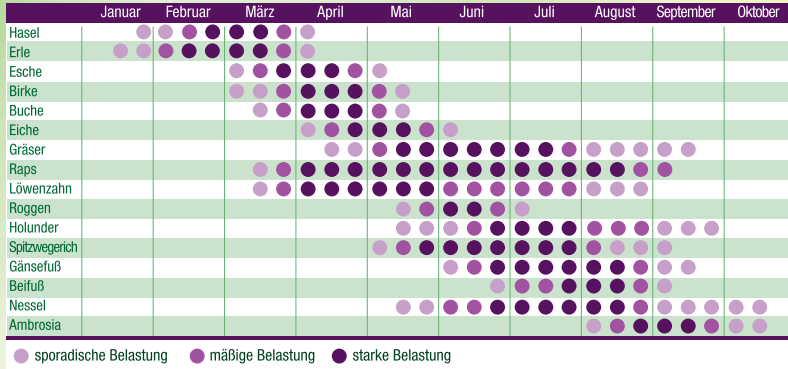 Januar Februar März April Mai Juni Juli August September Oktober
Hasel
Erle
Esche
Birke
Buche
Eiche
Gräser
Raps
Löwenzahn
Roggen
Holunder
Spitzwegerich
Gänsefuß
Beifuß
Nessel
Ambrosia
sporadische Belastung mäßige Belastung starke Belastung